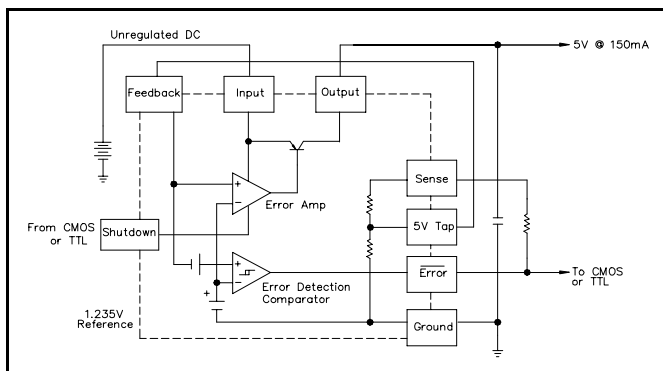 Unregulated DC
5V @ 150mA
Feedback
Input
Output
+
−
Error Amp
Sense
5V Tap
From CMOS
or TTL
Shutdown
+
−
Error Detection
Comparator
Error
To CMOS
or TTL
+
1.235V
Reference
Ground